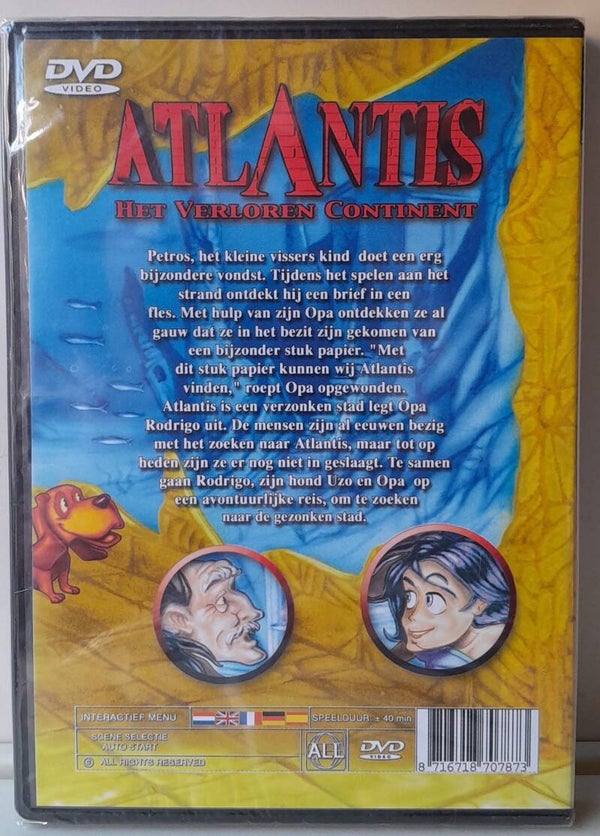 DVD
VIDEO
ATLANTIS
HET VERLOREN CONTINENT
Petros, het kleine vissers kind doet een erg
bijzondere vondst. Tijdens het spelen aan het
strand ontdekt hij een brief in een
fles. Met hulp van zijn Opa ontdekken ze al
gauw dat ze in het bezit zijn gekomen van
een bijzonder stuk papier. "Met
dit stuk papier kunnen wij Atlantis
vinden," roept Opa opgewonden.
Atlantis is een verzonken stad legt Opa
Rodrigo uit. De mensen zijn al eeuwen bezig
met het zoeken naar Atlantis, maar tot op
heden zijn ze er nog niet in geslaagt. Te samen
gaan Rodrigo, zijn hond Uzo en Opa op
een avontuurlijke reis, om te zoeken
naar de gezonken stad.
INTERACTIEF MENU
SPEELDUUR: ± 40 min
SCENE SELECTIE
AUTO START
© ALL RIGHTS RESERVED
ALL
DVD
VIDEO
8 716718 707873